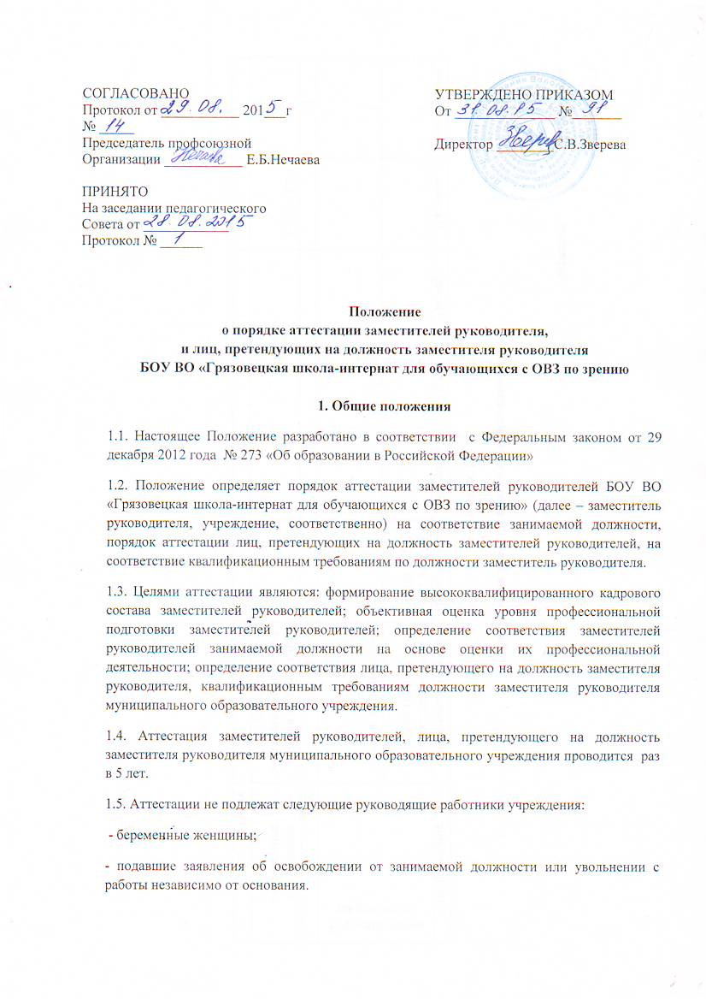 СОГЛАСОВАНО
Протокол от 29.08. 2015 г
№ 14
Председатель профсоюзной
Организации Нечаева Е.Б.Нечаева
УТВЕРЖДЕНО ПРИКАЗОМ
От 31.08.15 № 91
Директор Зверев С.В.Зверева
ПРИНЯТО
На заседании педагогического
Совета от 28.08.2015
Протокол № 1
Положение
о порядке аттестации заместителей руководителя,
и лиц, претендующих на должность заместителя руководителя
БОУ ВО «Грязовецкая школа-интернат для обучающихся с ОВЗ по зрению
1. Общие положения
1.1. Настоящее Положение разработано в соответствии с Федеральным законом от 29
декабря 2012 года № 273 «Об образовании в Российской Федерации»
1.2. Положение определяет порядок аттестации заместителей руководителей БОУ ВО
«Грязовецкая школа-интернат для обучающихся с ОВЗ по зрению» (далее – заместитель
руководителя, учреждение, соответственно) на соответствие занимаемой должности,
порядок аттестации лиц, претендующих на должность заместителей руководителей, на
соответствие квалификационным требованиям по должности заместитель руководителя.
1.3. Целями аттестации являются: формирование высококвалифицированного кадрового
состава заместителей руководителей; объективная оценка уровня профессиональной
подготовки заместителей руководителей; определение соответствия заместителей
руководителей занимаемой должности на основе оценки их профессиональной
деятельности; определение соответствия лица, претендующего на должность заместителя
руководителя, квалификационным требованиям должности заместителя руководителя
муниципального образовательного учреждения.
1.4. Аттестация заместителей руководителей, лица, претендующего на должность
заместителя руководителя муниципального образовательного учреждения проводится раз
в 5 лет.
1.5. Аттестации не подлежат следующие руководящие работники учреждения:
- беременные женщины;
- подавшие заявления об освобождении от занимаемой должности или увольнении с
работы независимо от основания.